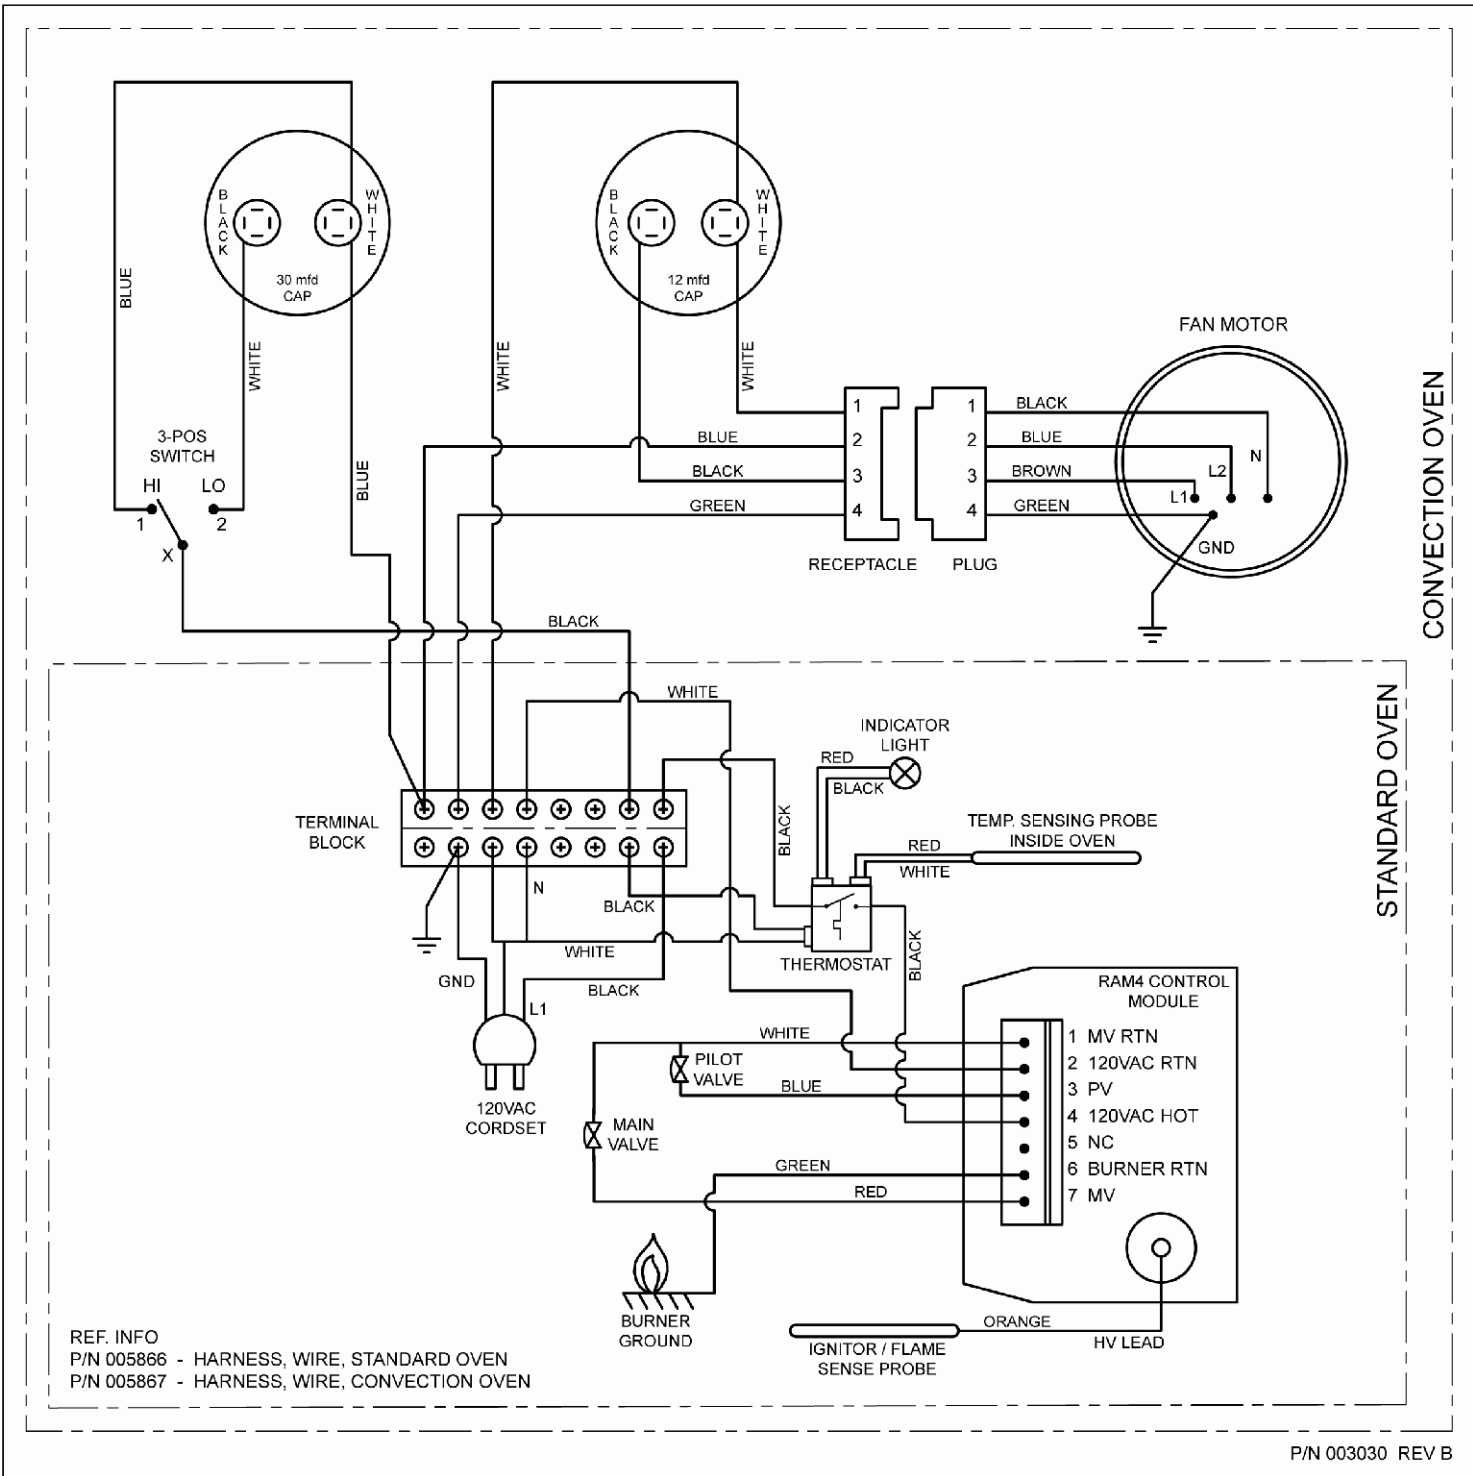 BLACK
WHITE
30 mfd
CAP
BLACK
WHITE
12 mfd
CAP
BLUE
WHITE
WHITE
WHITE
FAN MOTOR
CONVECTION OVEN
3-POS
SWITCH
HI
LO
1
2
X
BLUE
BLUE
BLACK
GREEN
1
2
3
4
RECEPTACLE
1
2
3
4
PLUG
BLACK
BLUE
BROWN
GREEN
N
L2
L1
GND
BLACK
STANDARD OVEN
WHITE
INDICATOR
LIGHT
RED
BLACK
TERMINAL
BLOCK
BLACK
TEMP. SENSING PROBE
INSIDE OVEN
RED
WHITE
N
BLACK
WHITE
THERMOSTAT
BLACK
GND
BLACK
L1
120VAC
CORDSET
RAM4 CONTROL
MODULE
WHITE
PILOT
VALVE
BLUE
MAIN
VALVE
GREEN
RED
1 MV RTN
2 120VAC RTN
3 PV
4 120VAC HOT
5 NC
6 BURNER RTN
7 MV
BURNER
GROUND
ORANGE
HV LEAD
IGNITOR / FLAME
SENSE PROBE
REF. INFO
P/N 005866 - HARNESS, WIRE, STANDARD OVEN
P/N 005867 - HARNESS, WIRE, CONVECTION OVEN
P/N 003030 REV B